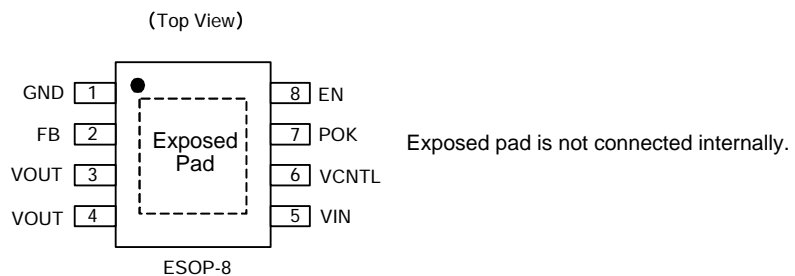 (Top View)
GND 1
FB 2
VOUT 3
VOUT 4
Exposed
Pad
8 EN
7 POK
6 VCNTL
5 VIN
ESOP-8
Exposed pad is not connected internally.